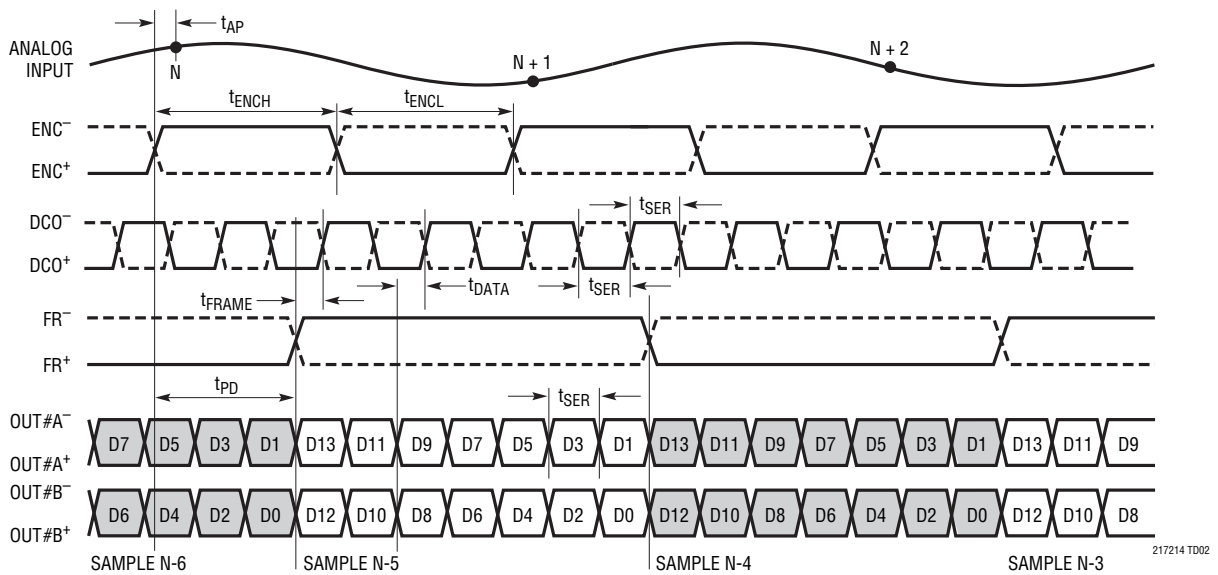 tAP
ANALOG
INPUT
N
N + 1
N + 2
tENCH
tENCL
ENC–
ENC+
DCO–
DCO+
tSER
tFRAME
tDATA
tSER
FR–
FR+
tPD
tSER
OUT#A–
OUT#A+
D7 D5 D3 D1 D13 D11 D9 D7 D5 D3 D1 D13 D11 D9 D7 D5 D3 D1 D13 D11 D9
OUT#B–
OUT#B+
D6 D4 D2 D0 D12 D10 D8 D6 D4 D2 D0 D12 D10 D8 D6 D4 D2 D0 D12 D10 D8
SAMPLE N-6 SAMPLE N-5 SAMPLE N-4 SAMPLE N-3
217214 TD02